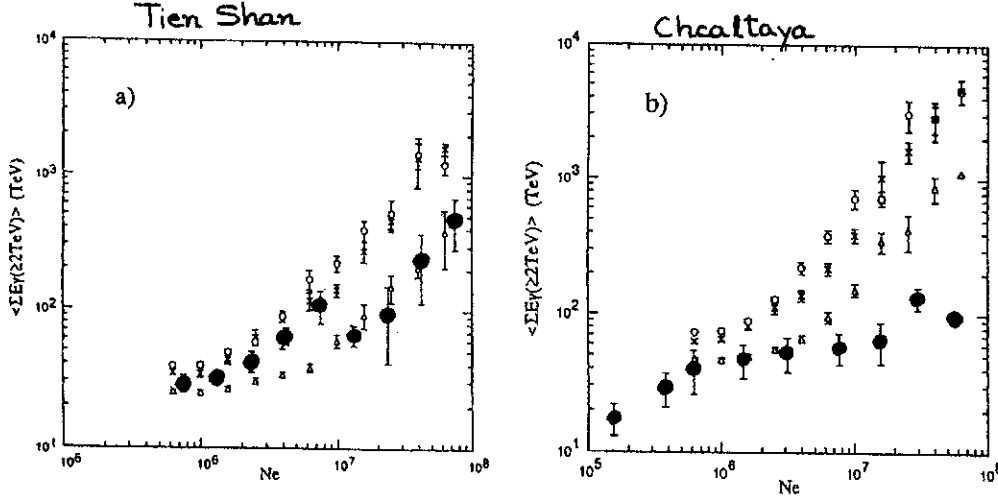 Tien Shan
a)
<ΣEγ(≥2TeV)> (TeV)
10⁴
10³
10²
10¹
10⁵ 10⁶ 10⁷ 10⁸
Ne
Chcaltaya
b)
<ΣEγ(≥2TeV)> (TeV)
10⁴
10³
10²
10¹
10⁵ 10⁶ 10⁷ 10⁸
Ne